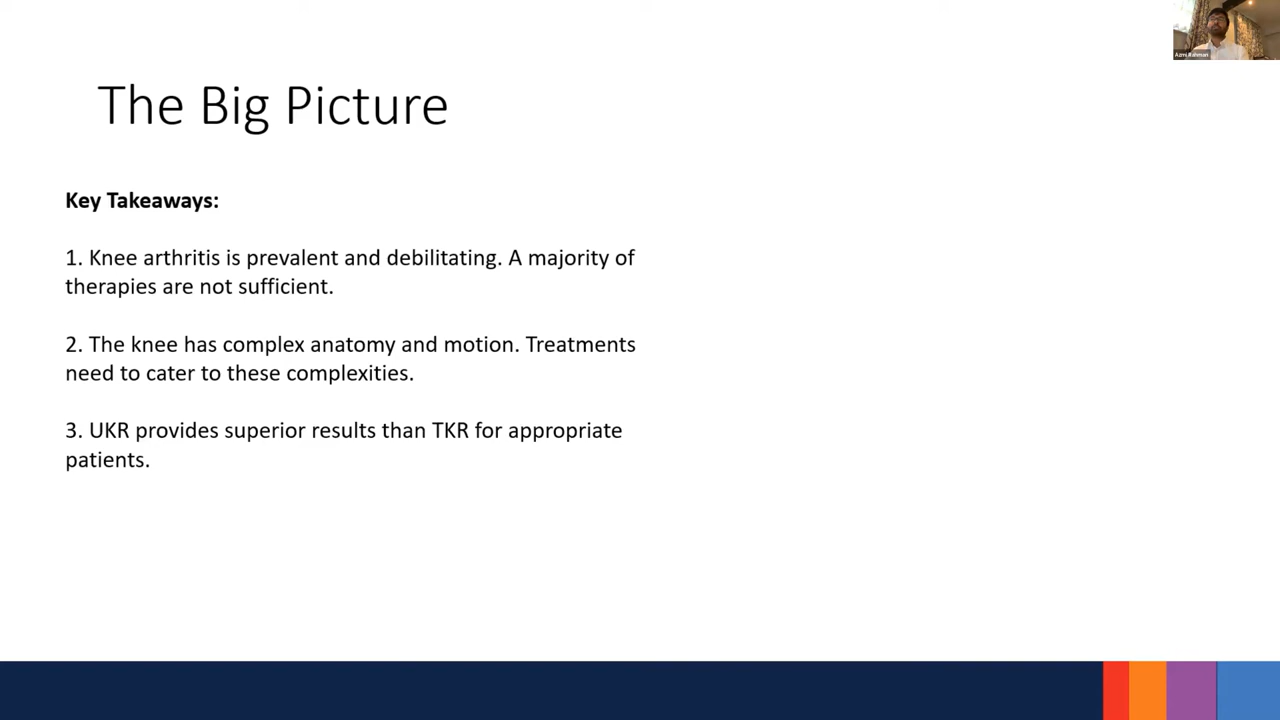 Azmi Rahman
The Big Picture
Key Takeaways:
1. Knee arthritis is prevalent and debilitating. A majority of
therapies are not sufficient.
2. The knee has complex anatomy and motion. Treatments
need to cater to these complexities.
3. UKR provides superior results than TKR for appropriate
patients.